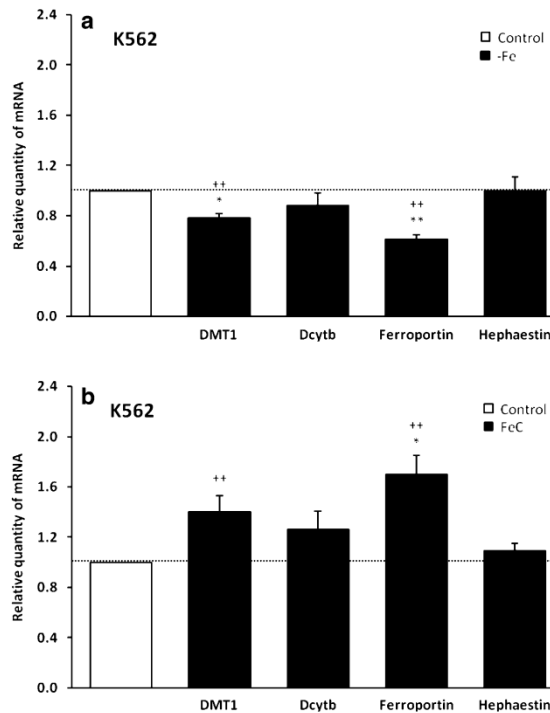 a
K562
Control
-Fe
Relative quantity of mRNA
2.4
2.0
1.6
1.2
0.8
0.4
0.0
++
*
++
**
DMT1
Dcytb
Ferroportin
Hephaestin
b
K562
Control
FeC
Relative quantity of mRNA
2.4
2.0
1.6
1.2
0.8
0.4
0.0
++
++
*
DMT1
Dcytb
Ferroportin
Hephaestin